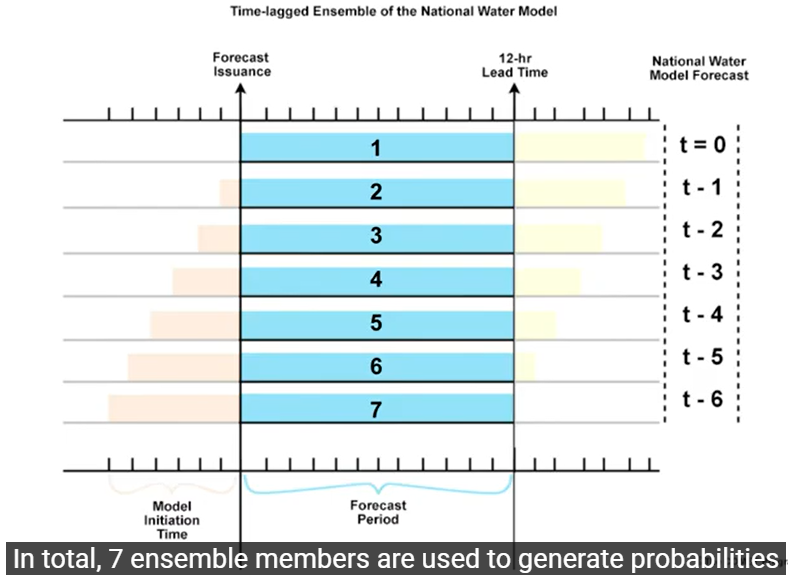 Time-lagged Ensemble of the National Water Model
Forecast
Issuance
12-hr
Lead Time
National Water
Model Forecast
1
t = 0
2
t - 1
3
t - 2
4
t - 3
5
t - 4
6
t - 5
7
t - 6
Model
Initiation
Time
Forecast
Period
In total, 7 ensemble members are used to generate probabilities